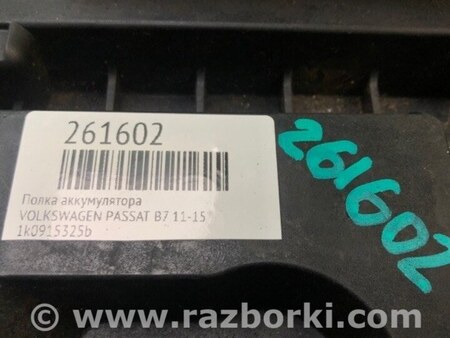 261602
Полка аккумулятора
VOLKSWAGEN PASSAT B7 11-15
1k0915325b
261602
www.razborki.com